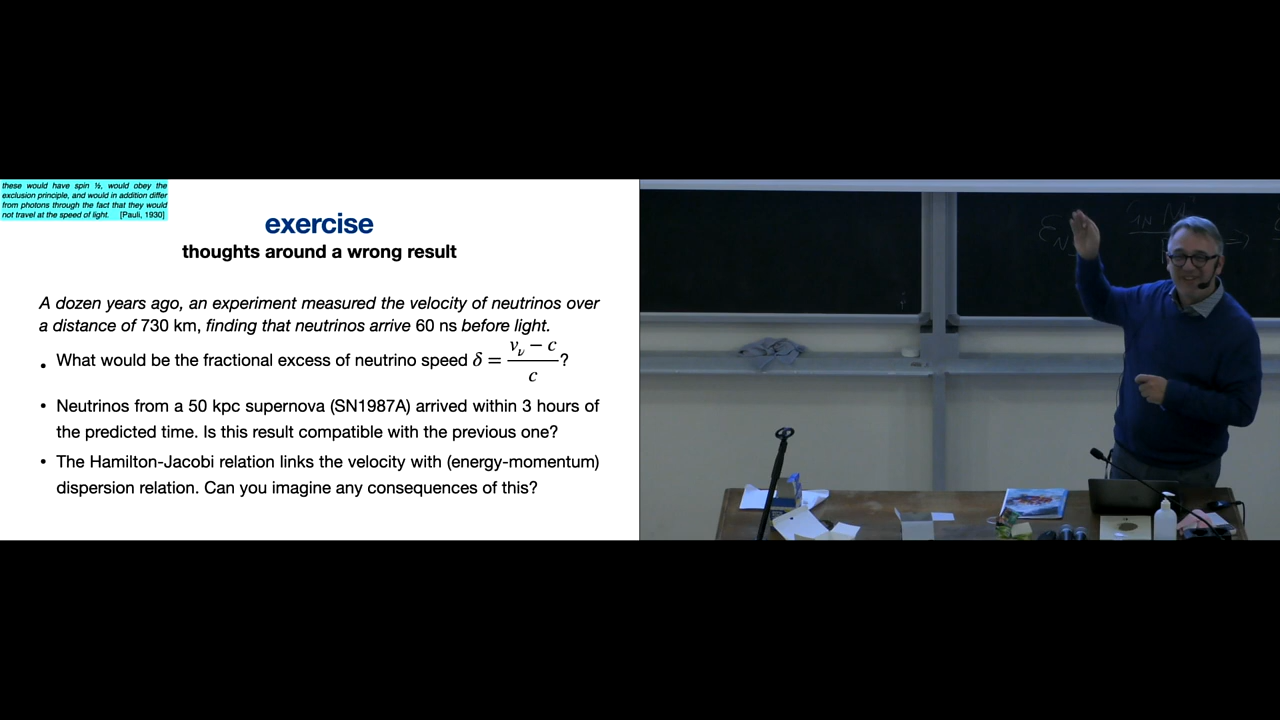 these would have spin ½, would obey the
exclusion principle, and would in addition differ
from photons through the fact that they would
not travel at the speed of light. [Pauli, 1930]
exercise
thoughts around a wrong result
A dozen years ago, an experiment measured the velocity of neutrinos over
a distance of 730 km, finding that neutrinos arrive 60 ns before light.
• What would be the fractional excess of neutrino speed δ = (v_ν − c)/c ?
• Neutrinos from a 50 kpc supernova (SN1987A) arrived within 3 hours of
the predicted time. Is this result compatible with the previous one?
• The Hamilton-Jacobi relation links the velocity with (energy-momentum)
dispersion relation. Can you imagine any consequences of this?